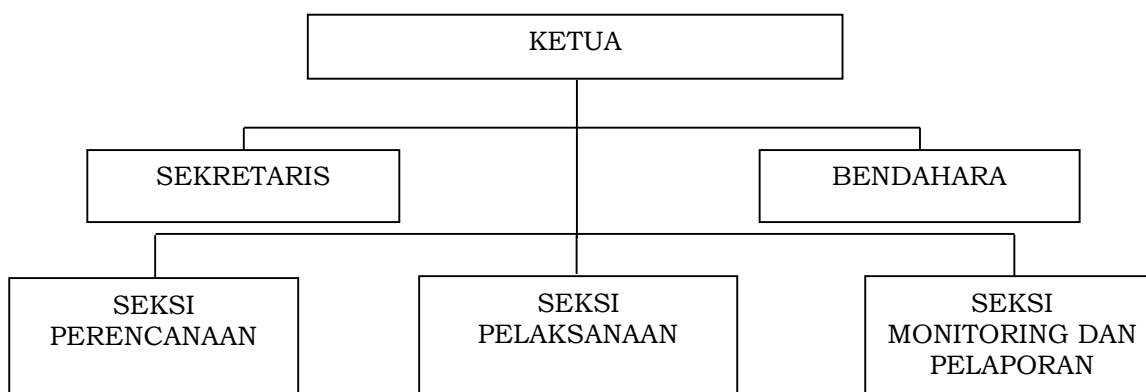 KETUA
SEKRETARIS
BENDAHARA
SEKSI
PERENCANAAN
SEKSI
PELAKSANAAN
SEKSI
MONITORING DAN
PELAPORAN